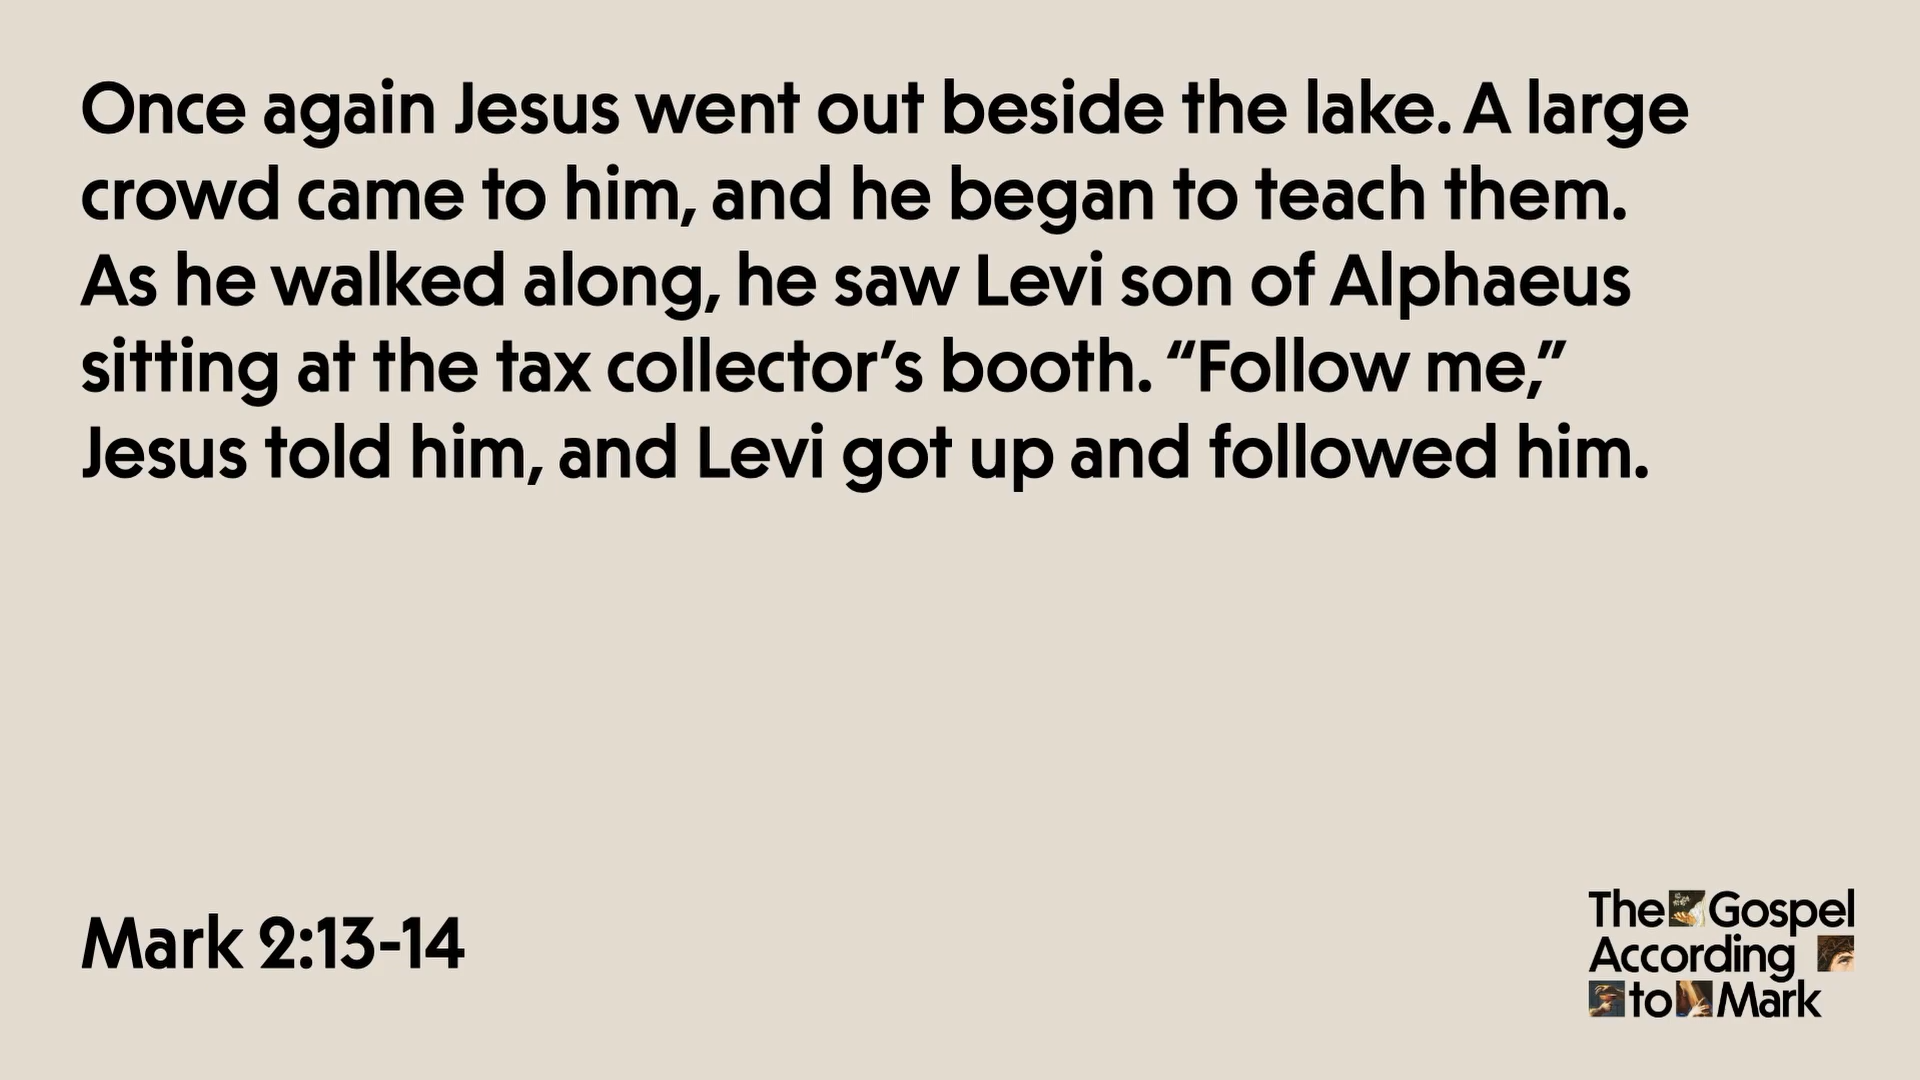 Once again Jesus went out beside the lake. A large
crowd came to him, and he began to teach them.
As he walked along, he saw Levi son of Alphaeus
sitting at the tax collector’s booth. “Follow me,”
Jesus told him, and Levi got up and followed him.
Mark 2:13-14
The Gospel
According
to Mark